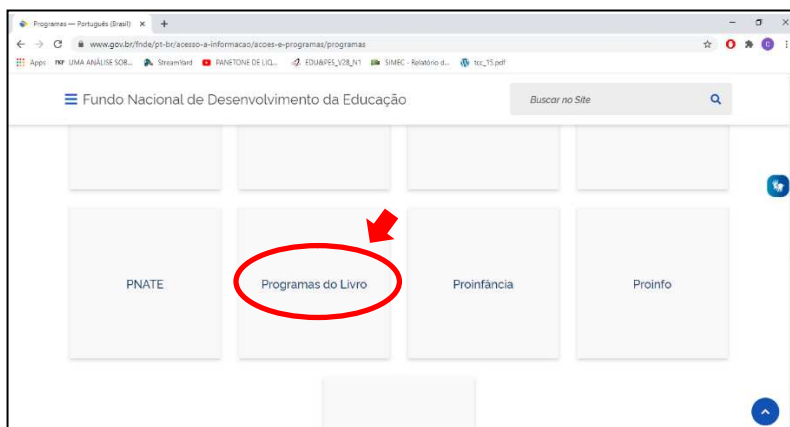 Programas — Português (Brasil)
www.gov.br/fnde/pt-br/acesso-a-informacao/acoes-e-programas/programas
Apps UMA ANÁLISE SOB... StreamYard PANETONE DE LIQ... EDU&PES_V28_N1 SIMEC - Relatório d... tcc_15.pdf
Fundo Nacional de Desenvolvimento da Educação
Buscar no Site
PNATE
Programas do Livro
Proinfância
Proinfo